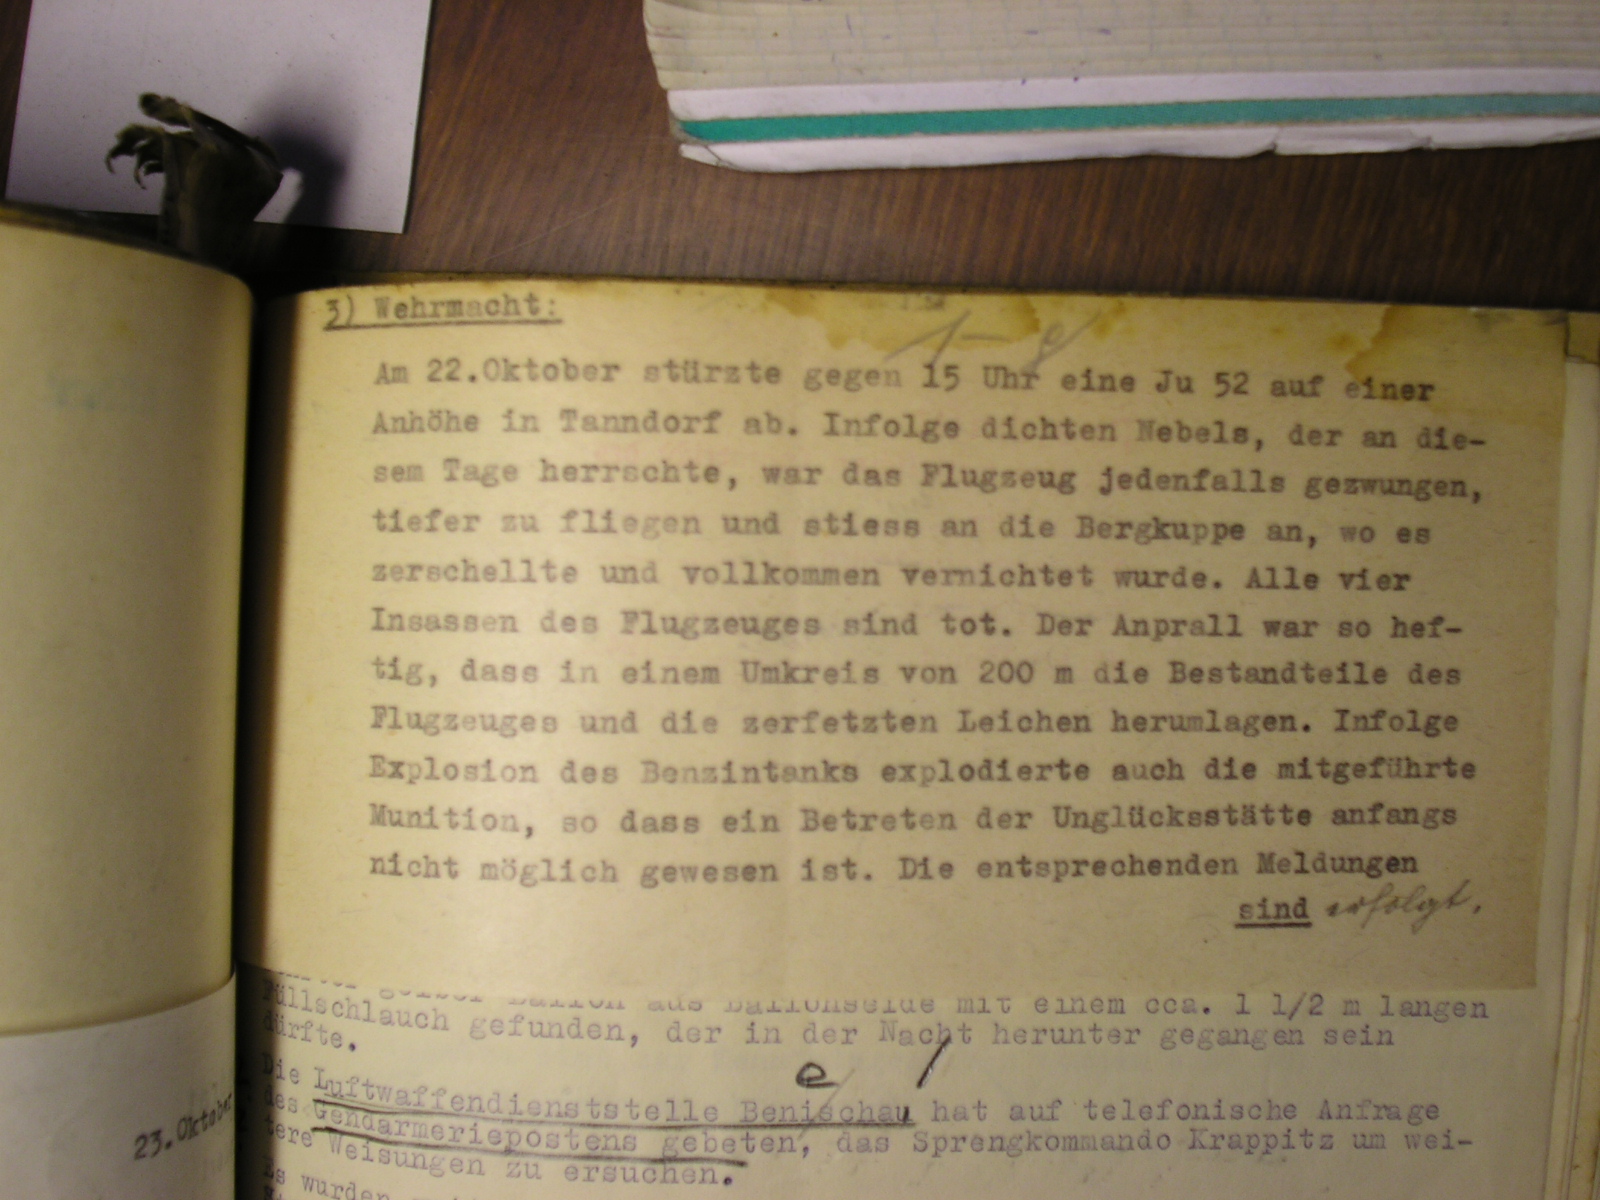 3) Wehrmacht:
Am 22.Oktober stürzte gegen 15 Uhr eine Ju 52 auf einer
Anhöhe in Tanndorf ab. Infolge dichten Nebels, der an die-
sem Tage herrschte, war das Flugzeug jedenfalls gezwungen,
tiefer zu fliegen und stiess an die Bergkuppe an, wo es
zerschellte und vollkommen vernichtet wurde. Alle vier
Insassen des Flugzeuges sind tot. Der Anprall war so hef-
tig, dass in einem Umkreis von 200 m die Bestandteile des
Flugzeuges und die zerfetzten Leichen herumlagen. Infolge
Explosion des Benzintanks explodierte auch die mitgeführte
Munition, so dass ein Betreten der Unglücksstätte anfangs
nicht möglich gewesen ist. Die entsprechenden Meldungen
sind erfolgt.
gelber Ballon aus Ballonseide mit einem cca. 1 1/2 m langen
Füllschlauch gefunden, der in der Nacht herunter gegangen sein
dürfte.
e
Die Luftwaffendienststelle Benischau hat auf telefonische Anfrage
des Gendarmeriepostens gebeten, das Sprengkommando Krappitz um wei-
tere Weisungen zu ersuchen.
Es wurden
23.Oktober